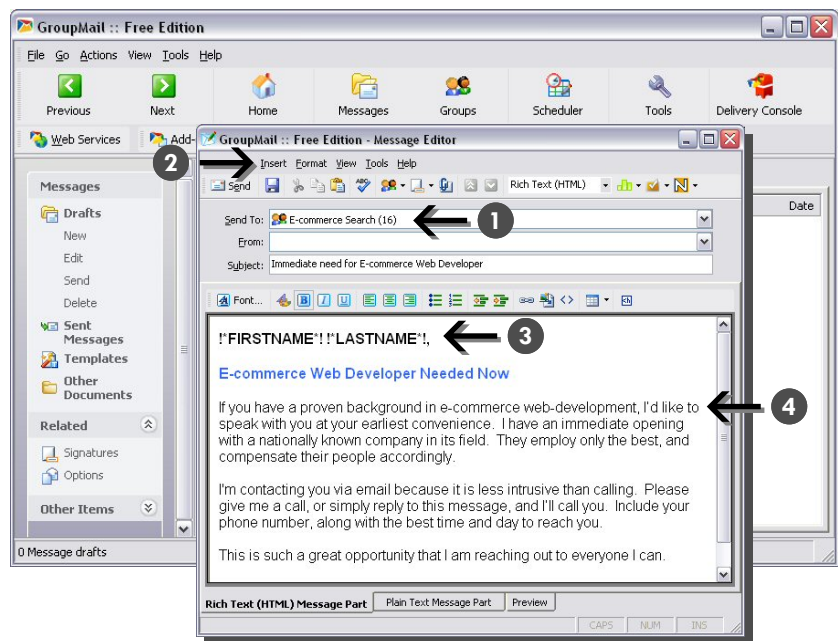 GroupMail :: Free Edition
File Go Actions View Tools Help
Previous Next Home Messages Groups Scheduler Tools Delivery Console
Web Services Add-
Messages
Drafts
New
Edit
Send
Delete
Sent
Messages
Templates
Other
Documents
Related
Signatures
Options
Other Items
0 Message drafts
Date
GroupMail :: Free Edition - Message Editor
2
Insert Format View Tools Help
Send ABC Rich Text (HTML)
Send To: E-commerce Search (16)
1
From:
Subject: Immediate need for E-commerce Web Developer
Font... B I U
!*FIRSTNAME*! !*LASTNAME*!,
3
E-commerce Web Developer Needed Now
If you have a proven background in e-commerce web-development, I'd like to
4
speak with you at your earliest convenience. I have an immediate opening
with a nationally known company in its field. They employ only the best, and
compensate their people accordingly.
I'm contacting you via email because it is less intrusive than calling. Please
give me a call, or simply reply to this message, and I'll call you. Include your
phone number, along with the best time and day to reach you.
This is such a great opportunity that I am reaching out to everyone I can.
Rich Text (HTML) Message Part Plain Text Message Part Preview
CAPS NUM INS